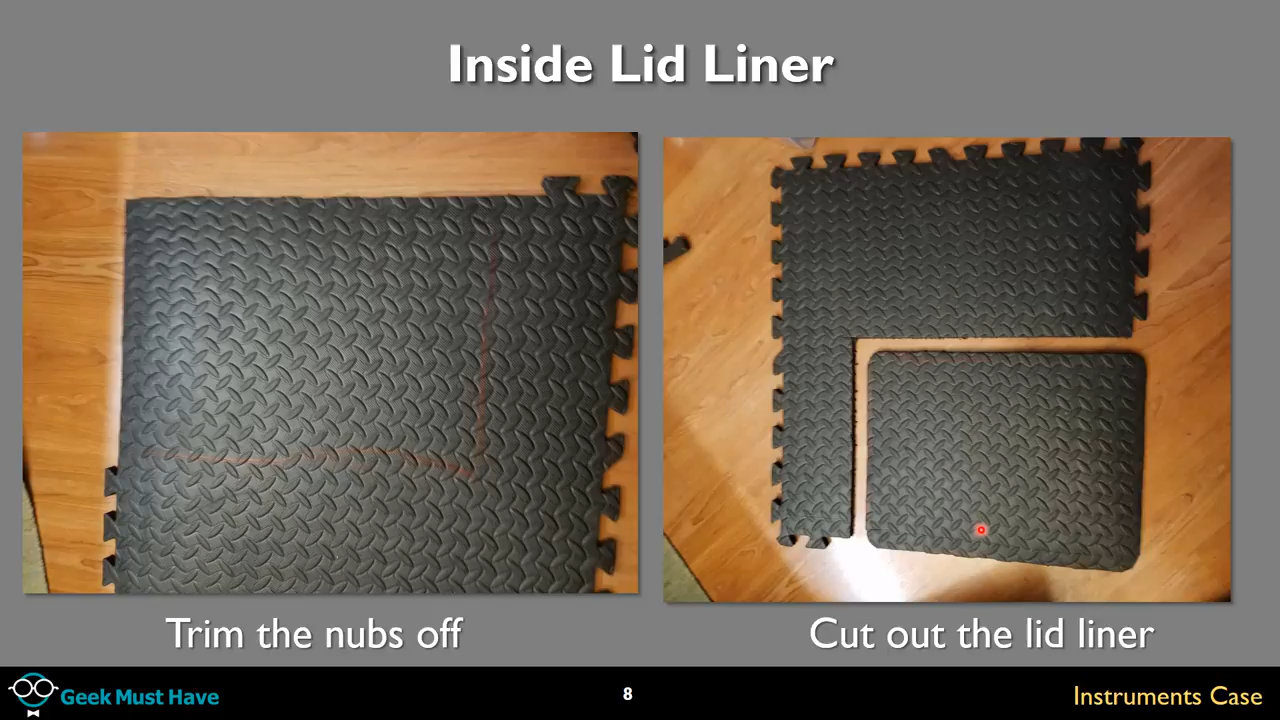 Inside Lid Liner
Trim the nubs off
Cut out the lid liner
Geek Must Have
8
Instruments Case